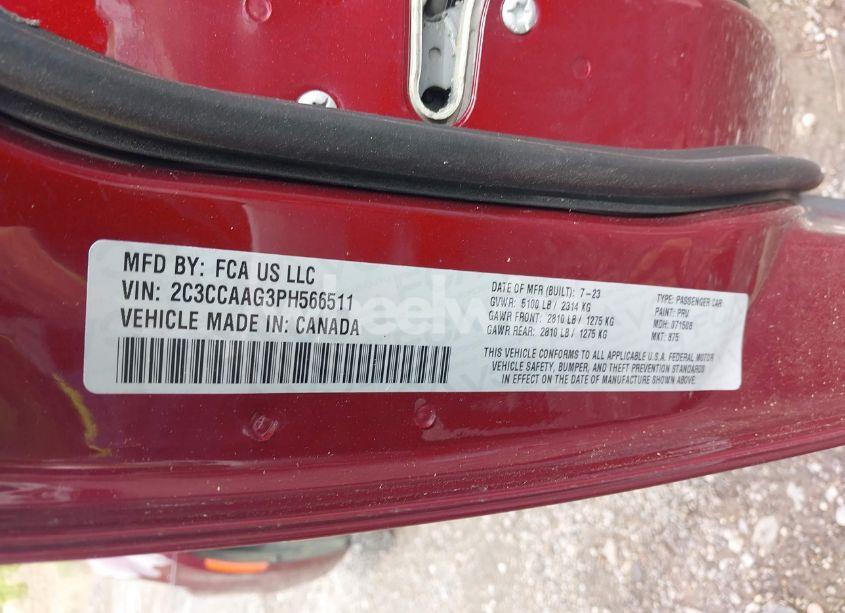 MFD BY: FCA US LLC
VIN: 2C3CCAAG3PH566511
VEHICLE MADE IN: CANADA
DATE OF MFR (BUILT): 7-23
GVWR: 5100 LB / 2314 KG
GAWR FRONT: 2810 LB / 1275 KG
GAWR REAR: 2810 LB / 1275 KG
TYPE: PASSENGER CAR
PAINT: PRV
MDH: 071508
MKT: 875
THIS VEHICLE CONFORMS TO ALL APPLICABLE U.S.A. FEDERAL MOTOR
VEHICLE SAFETY, BUMPER, AND THEFT PREVENTION STANDARDS
IN EFFECT ON THE DATE OF MANUFACTURE SHOWN ABOVE.